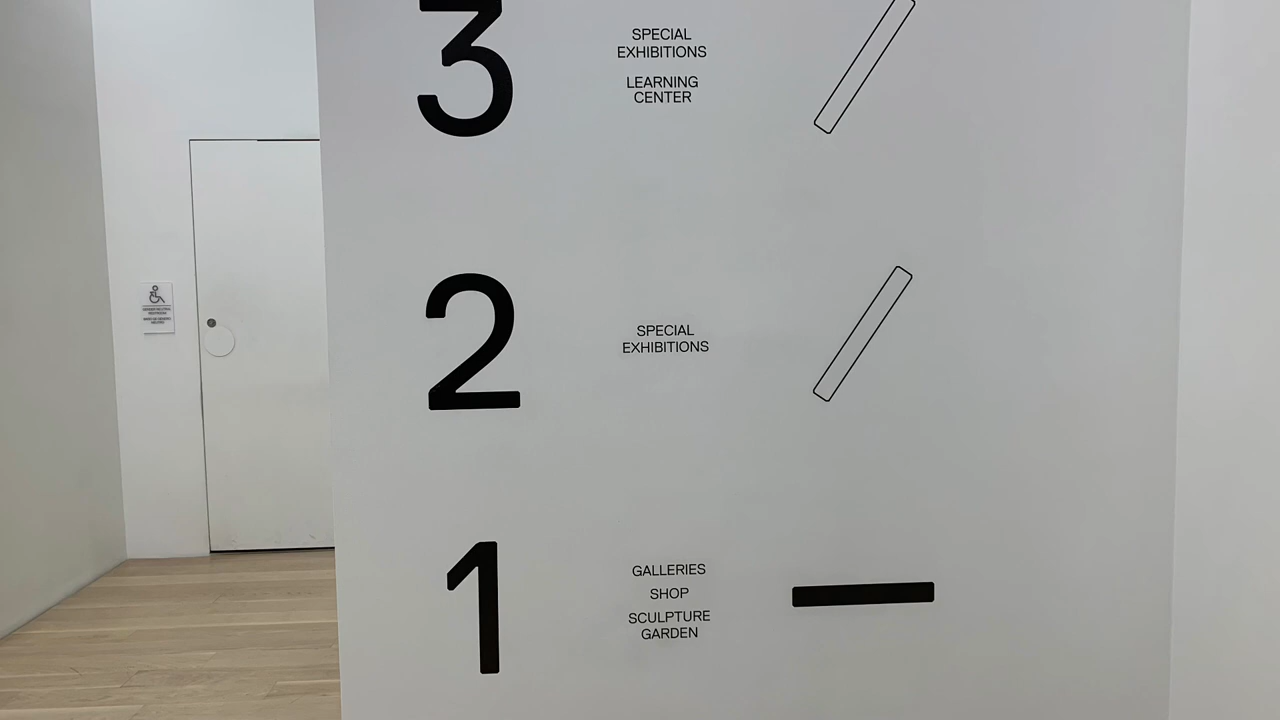 3
SPECIAL
EXHIBITIONS
LEARNING
CENTER
2
SPECIAL
EXHIBITIONS
1
GALLERIES
SHOP
SCULPTURE
GARDEN